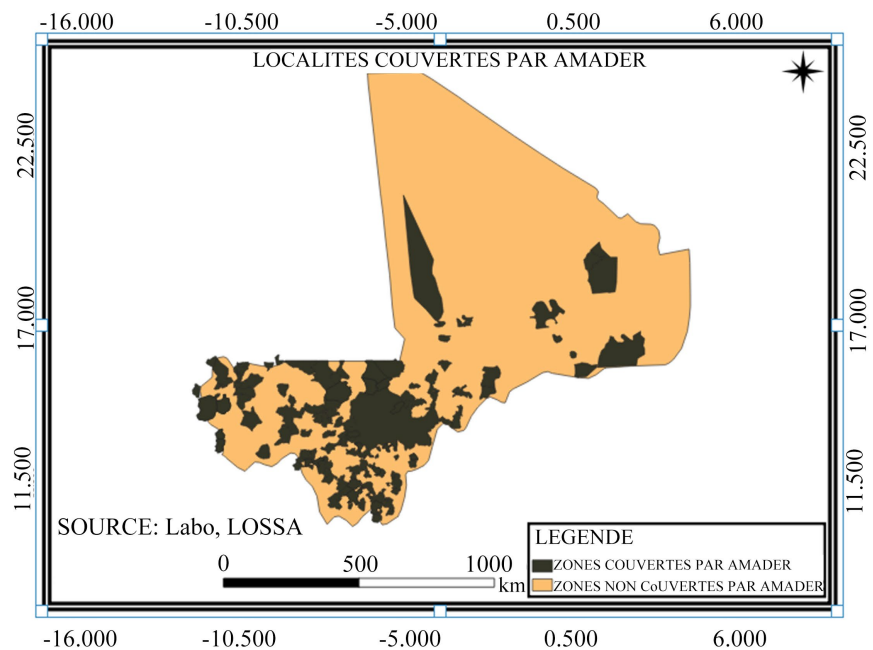 -16.000 -10.500 -5.000 0.500 6.000
LOCALITES COUVERTES PAR AMADER
22.500 22.500
17.000 17.000
11.500 11.500
SOURCE: Labo, LOSSA
0 500 1000
km
LEGENDE
ZONES COUVERTES PAR AMADER
ZONES NON CoUVERTES PAR AMADER
-16.000 -10.500 -5.000 0.500 6.000